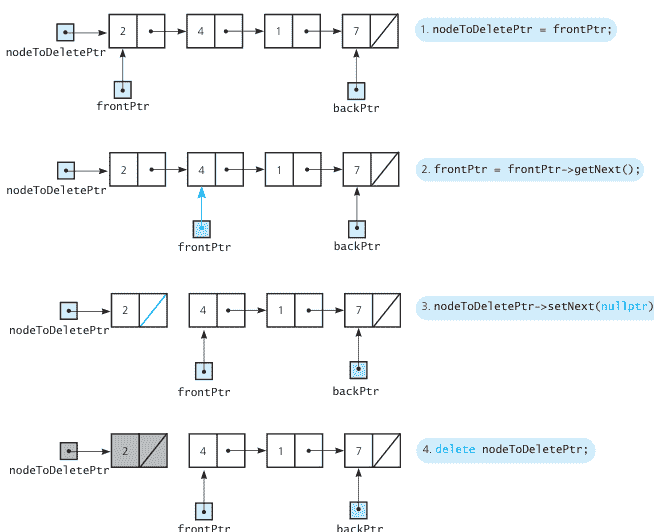 2 4 1 7
1. nodeToDeletePtr = frontPtr;
nodeToDeletePtr
frontPtr
backPtr
2 4 1 7
2. frontPtr = frontPtr->getNext();
nodeToDeletePtr
frontPtr
backPtr
2 4 1 7
3. nodeToDeletePtr->setNext(nullptr)
nodeToDeletePtr
frontPtr
backPtr
2 4 1 7
4. delete nodeToDeletePtr;
nodeToDeletePtr
frontPtr
backPtr